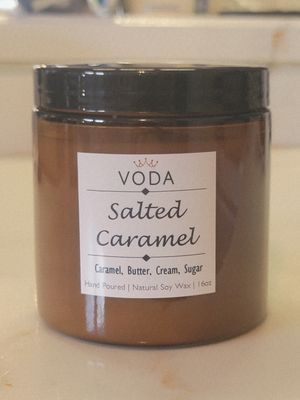 VODA
Salted
Caramel
Caramel, Butter, Cream, Sugar
Hand Poured | Natural Soy Wax | 16oz